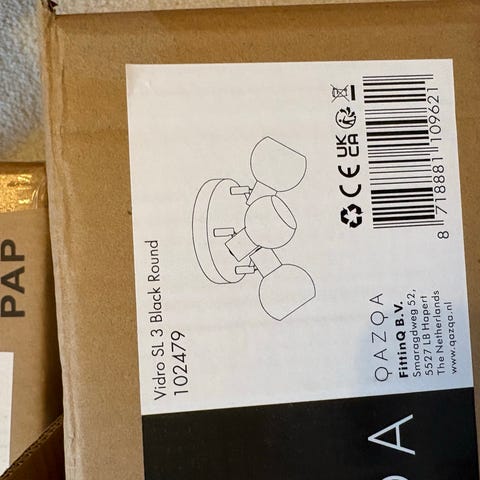 Vidro SL 3 Black Round
102479
UK
CA
CE
8 718881 109621
QAZQA
FittinQ B.V.
Smaragdweg 52,
5527 LB Hapert
The Netherlands
www.qazqa.nl
A
PAP